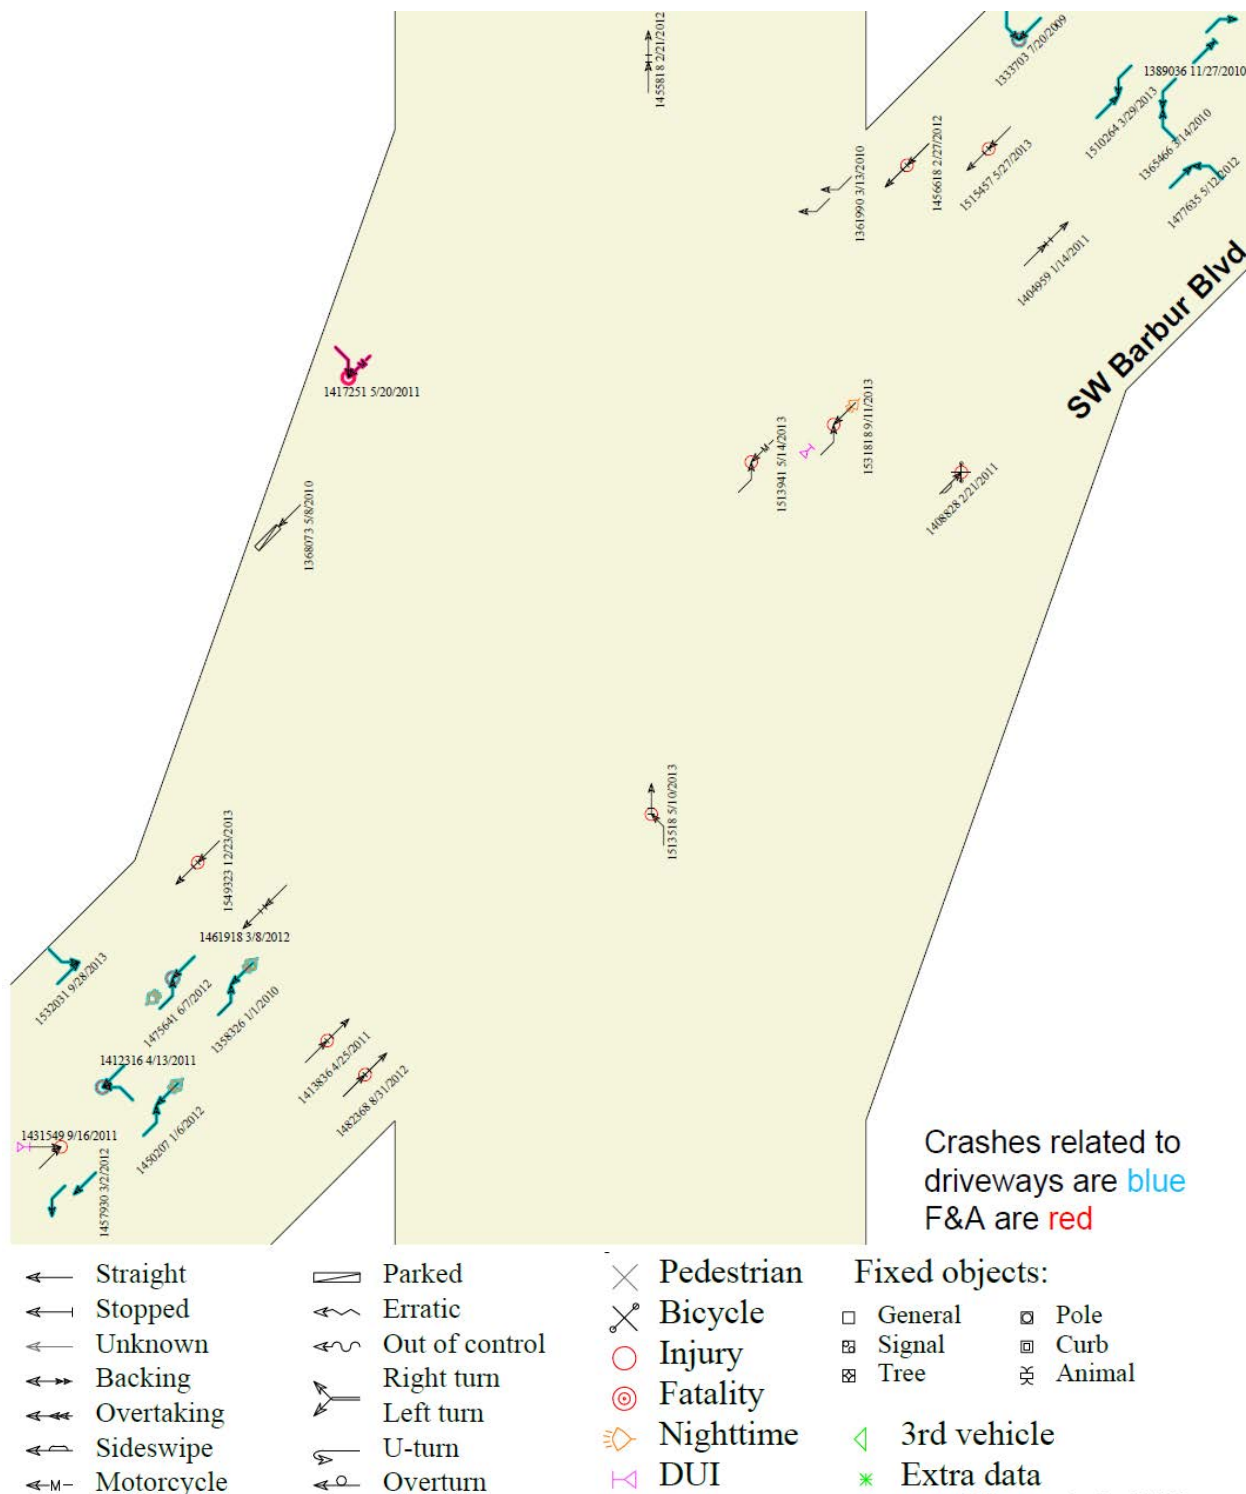 1455818 2/21/2012
1333703 7/20/2009
1389036 11/27/2010
1510264 3/29/2013
1365466 3/14/2010
1477635 5/12/2012
1361990 3/13/2010
1456618 2/27/2012
1515457 5/27/2013
1404959 1/14/2011
SW Barbur Blvd
1417251 5/20/2011
1368073 5/8/2010
1513941 5/14/2013
M
1531818 9/11/2013
1408828 2/21/2011
1513518 5/10/2013
1549323 12/23/2013
1461918 3/8/2012
1532031 9/28/2013
1475641 6/7/2012
1358326 1/1/2010
1412316 4/13/2011
1413836 4/25/2011
1482368 8/31/2012
1450207 1/6/2012
1431549 9/16/2011
1457930 3/2/2012
Crashes related to
driveways are blue
F&A are red
Straight
Stopped
Unknown
Backing
Overtaking
Sideswipe
M Motorcycle
Parked
Erratic
Out of control
Right turn
Left turn
U-turn
Overturn
Pedestrian
Bicycle
Injury
Fatality
Nighttime
DUI
Fixed objects:
General
Signal
Tree
Pole
Curb
Animal
3rd vehicle
Extra data